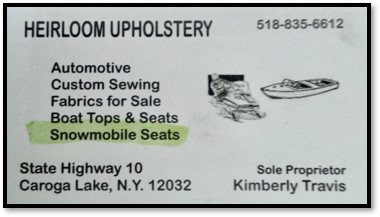 HEIRLOOM UPHOLSTERY
518-835-6612
Automotive
Custom Sewing
Fabrics for Sale
Boat Tops & Seats
Snowmobile Seats
State Highway 10
Caroga Lake, N.Y. 12032
Sole Proprietor
Kimberly Travis